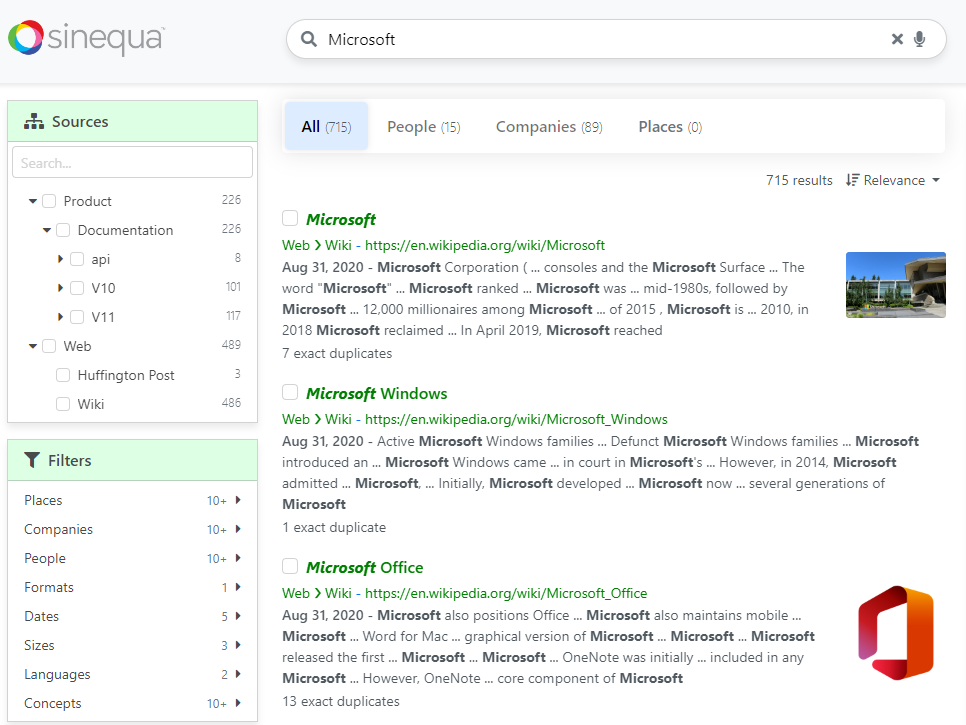 sinequa™
Microsoft
Sources
Search...
Product 226
Documentation 226
api 8
V10 101
V11 117
Web 489
Huffington Post 3
Wiki 486
Filters
Places 10+
Companies 10+
People 10+
Formats 1
Dates 5
Sizes 3
Languages 2
Concepts 10+
All (715) People (15) Companies (89) Places (0)
715 results Relevance
Microsoft
Web > Wiki - https://en.wikipedia.org/wiki/Microsoft
Aug 31, 2020 - Microsoft Corporation ( ... consoles and the Microsoft Surface ... The
word "Microsoft" ... Microsoft ranked ... Microsoft was ... mid-1980s, followed by
Microsoft ... 12,000 millionaires among Microsoft ... of 2015 , Microsoft is ... 2010, in
2018 Microsoft reclaimed ... In April 2019, Microsoft reached
7 exact duplicates
Microsoft Windows
Web > Wiki - https://en.wikipedia.org/wiki/Microsoft_Windows
Aug 31, 2020 - Active Microsoft Windows families ... Defunct Microsoft Windows families ... Microsoft
introduced an ... Microsoft Windows came ... in court in Microsoft's ... However, in 2014, Microsoft
admitted ... Microsoft, ... Initially, Microsoft developed ... Microsoft now ... several generations of
Microsoft
1 exact duplicate
Microsoft Office
Web > Wiki - https://en.wikipedia.org/wiki/Microsoft_Office
Aug 31, 2020 - Microsoft also positions Office ... Microsoft also maintains mobile ...
Microsoft ... Word for Mac ... graphical version of Microsoft ... Microsoft ... Microsoft
released the first ... Microsoft ... Microsoft ... OneNote was initially ... included in any
Microsoft ... However, OneNote ... core component of Microsoft
13 exact duplicates